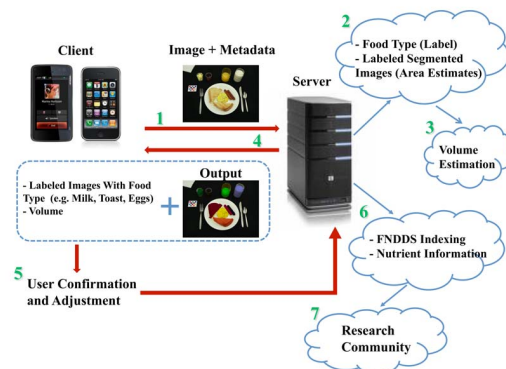 Client
Image + Metadata
Server
1
4
2
- Food Type (Label)
- Labeled Segmented
Images (Area Estimates)
3
Volume
Estimation
Output
- Labeled Images With Food
Type (e.g. Milk, Toast, Eggs)
- Volume
+
5
User Confirmation
and Adjustment
6
- FNDDS Indexing
- Nutrient Information
7
Research
Community